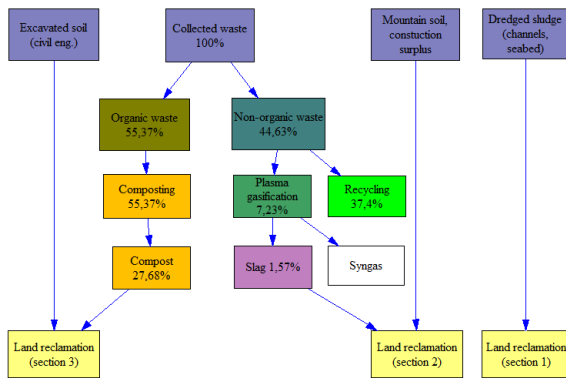 Excavated soil
(civil eng.)
Collected waste
100%
Mountain soil,
constuction
surplus
Dredged sludge
(channels,
seabed)
Organic waste
55,37%
Non-organic waste
44,63%
Composting
55,37%
Plasma
gasification
7,23%
Recycling
37,4%
Compost
27,68%
Slag 1,57%
Syngas
Land reclamation
(section 3)
Land reclamation
(section 2)
Land reclamation
(section 1)